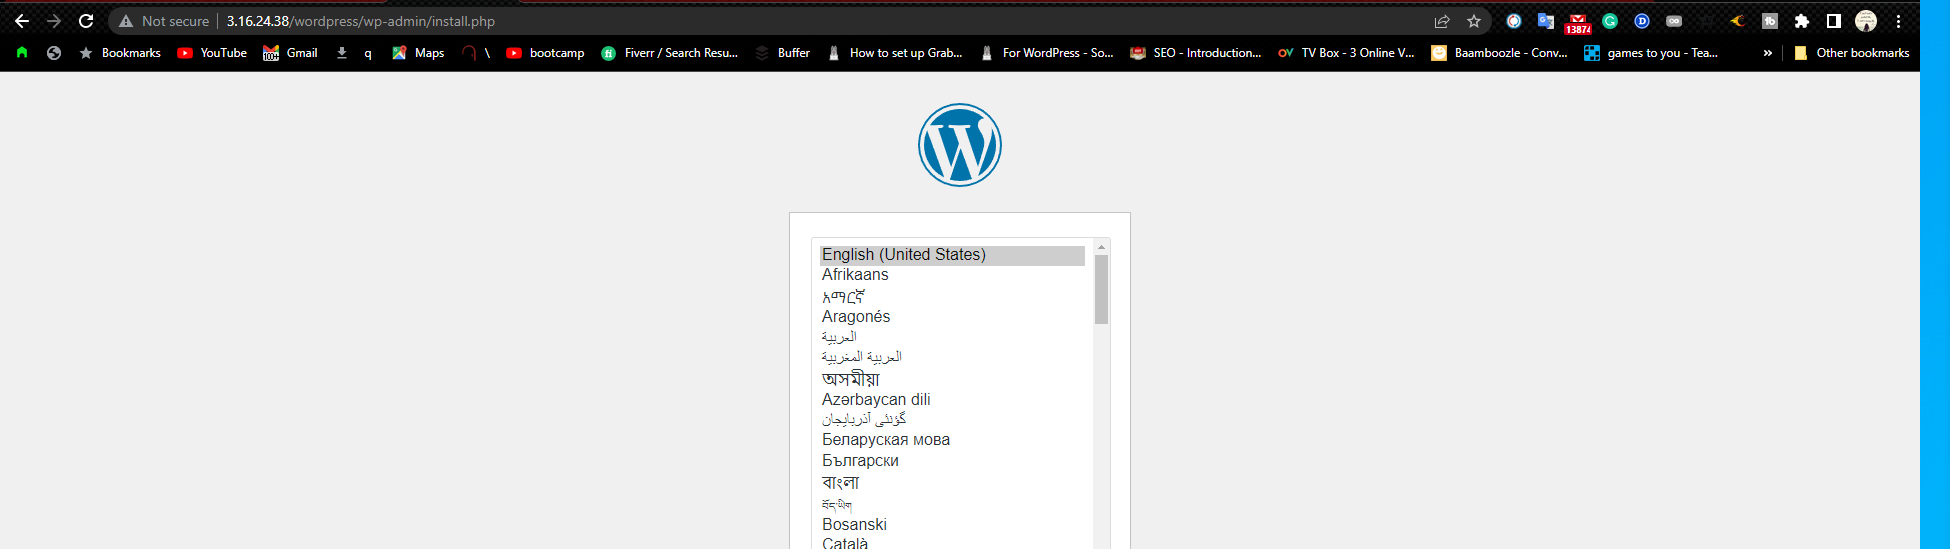 Not secure | 3.16.24.38/wordpress/wp-admin/install.php
13874
Bookmarks YouTube 100+ Gmail q Maps \ bootcamp Fiverr / Search Resu... Buffer How to set up Grab... For WordPress - So... SEO - Introduction... TV Box - 3 Online V... Baamboozle - Conv... games to you - Tea... » Other bookmarks
English (United States)
Afrikaans
አማርኛ
Aragonés
العربية
العربية المغربية
অসমীয়া
Azərbaycan dili
گؤنئی آذربایجان
Беларуская мова
Български
বাংলা
བོད་ཡིག
Bosanski
Català